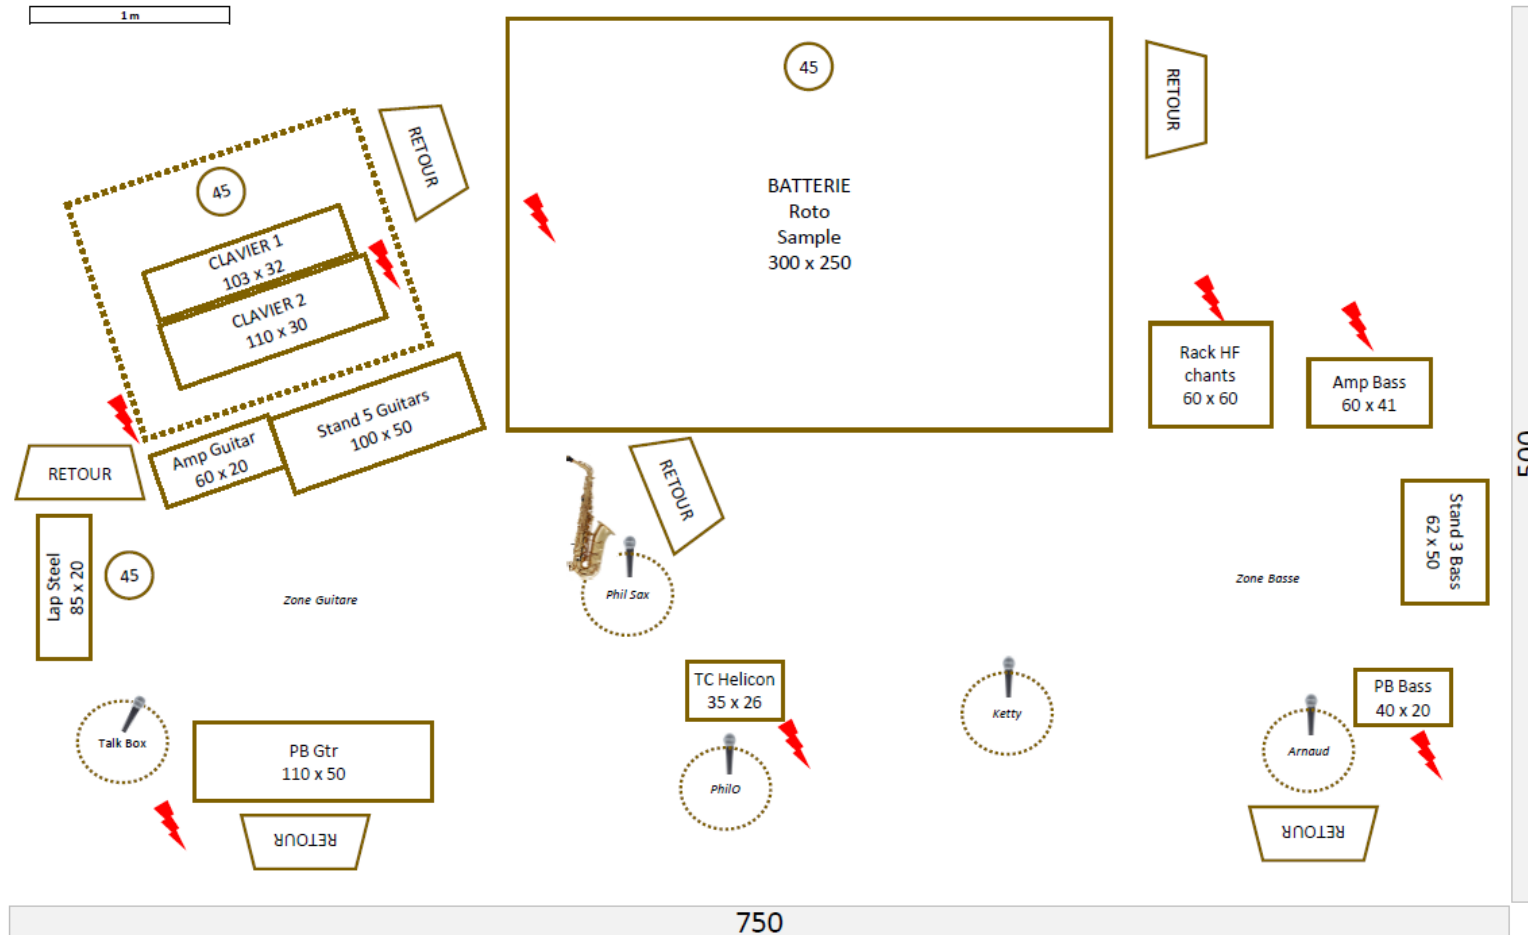 1 m
45
RETOUR
RETOUR
BATTERIE
Roto
Sample
300 x 250
45
CLAVIER 1
103 x 32
CLAVIER 2
110 x 30
Rack HF
chants
60 x 60
Amp Bass
60 x 41
Stand 5 Guitars
100 x 50
Amp Guitar
60 x 20
RETOUR
RETOUR
500
Stand 3 Bass
62 x 50
Lap Steel
85 x 20
45
Zone Guitare
Phil Sax
Zone Basse
TC Helicon
35 x 26
Ketty
PB Bass
40 x 20
Talk Box
PB Gtr
110 x 50
PhilO
Arnaud
RETOUR
RETOUR
750